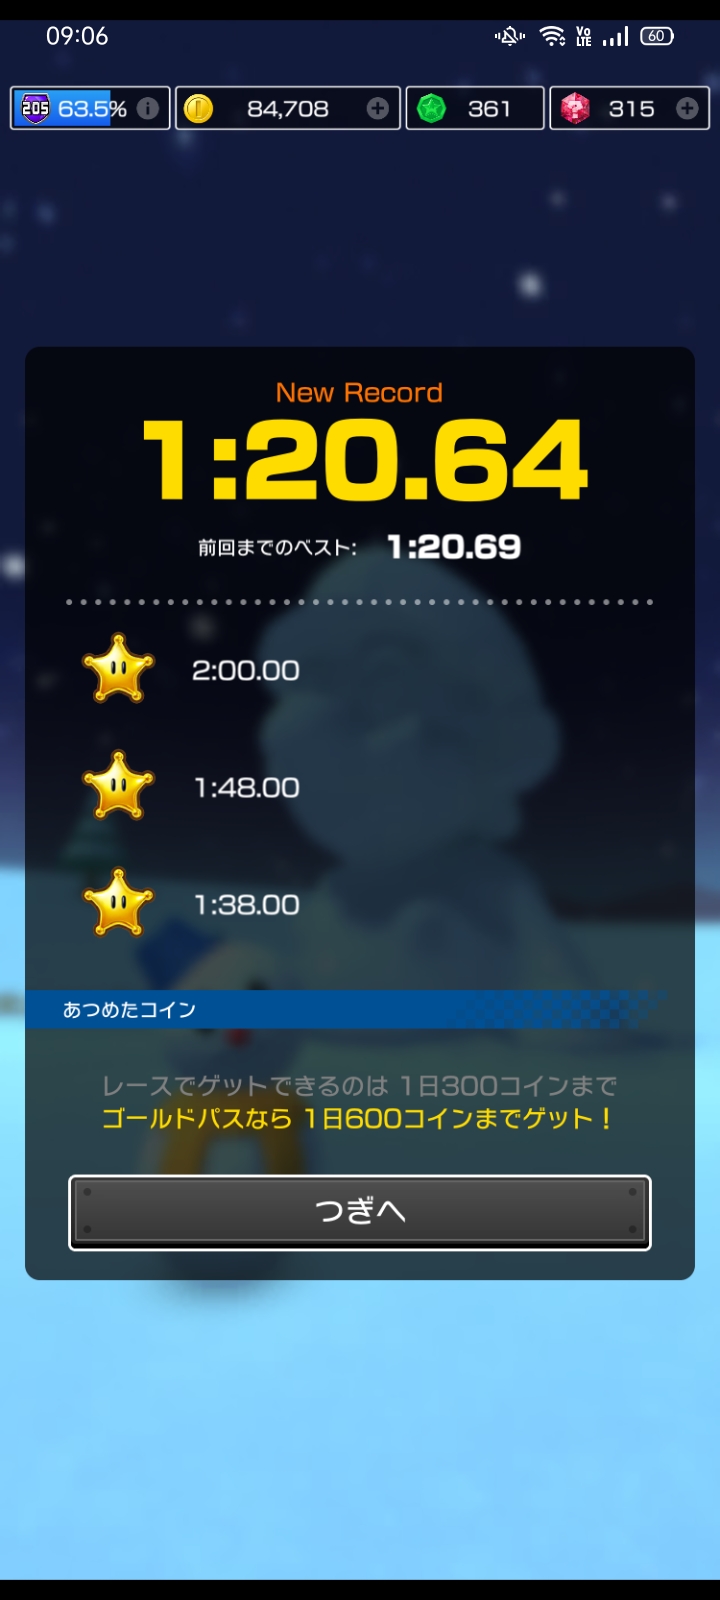 09:06
Vo LTE
60
205 63.5% 84,708 361 315
New Record
1:20.64
前回までのベスト: 1:20.69
2:00.00
1:48.00
1:38.00
あつめたコイン
レースでゲットできるのは 1日300コインまで
ゴールドパスなら 1日600コインまでゲット！
つぎへ